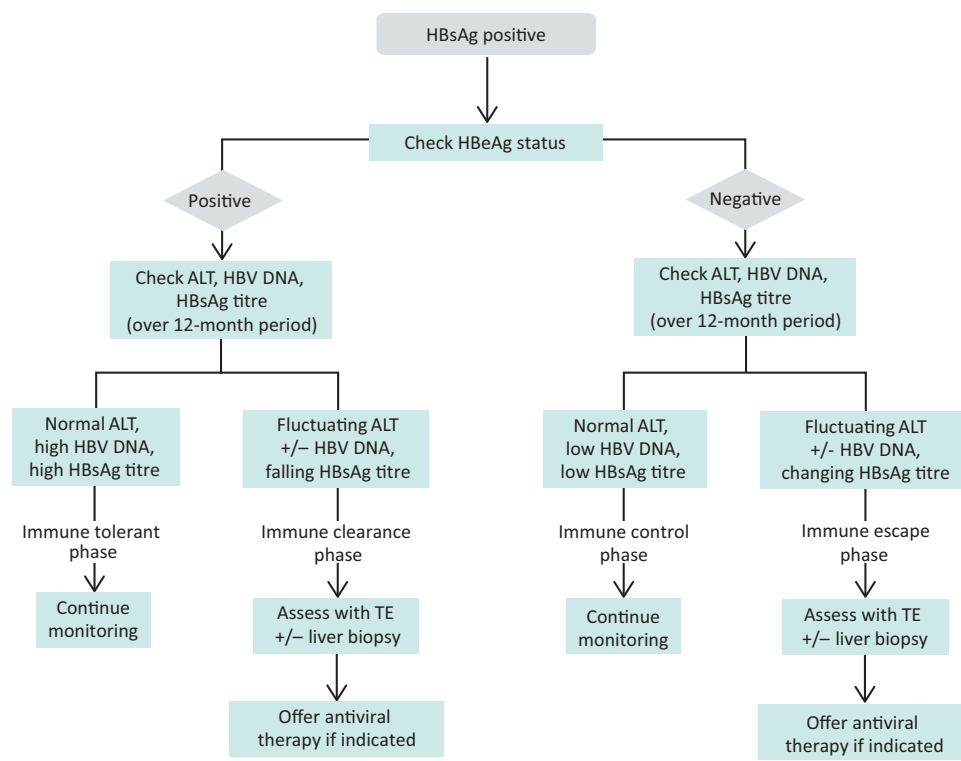 HBsAg positive
Check HBeAg status
Positive
Negative
Check ALT, HBV DNA,
HBsAg titre
(over 12-month period)
Check ALT, HBV DNA,
HBsAg titre
(over 12-month period)
Normal ALT,
high HBV DNA,
high HBsAg titre
Fluctuating ALT
+/– HBV DNA,
falling HBsAg titre
Normal ALT,
low HBV DNA,
low HBsAg titre
Fluctuating ALT
+/- HBV DNA,
changing HBsAg titre
Immune tolerant
phase
Immune clearance
phase
Immune control
phase
Immune escape
phase
Continue
monitoring
Assess with TE
+/– liver biopsy
Continue
monitoring
Assess with TE
+/– liver biopsy
Offer antiviral
therapy if indicated
Offer antiviral
therapy if indicated